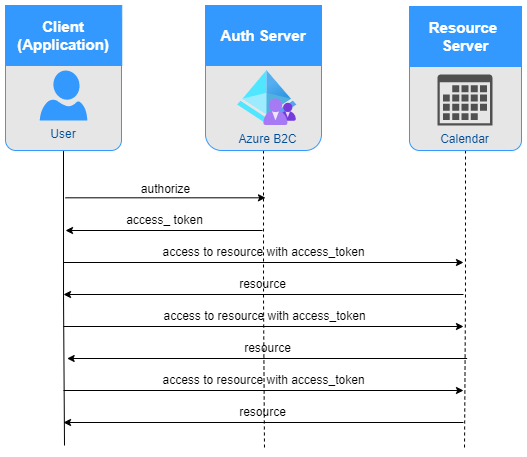 Client
(Application)
Auth Server
Resource
Server
User
Azure B2C
Calendar
authorize
access_ token
access to resource with access_token
resource
access to resource with access_token
resource
access to resource with access_token
resource